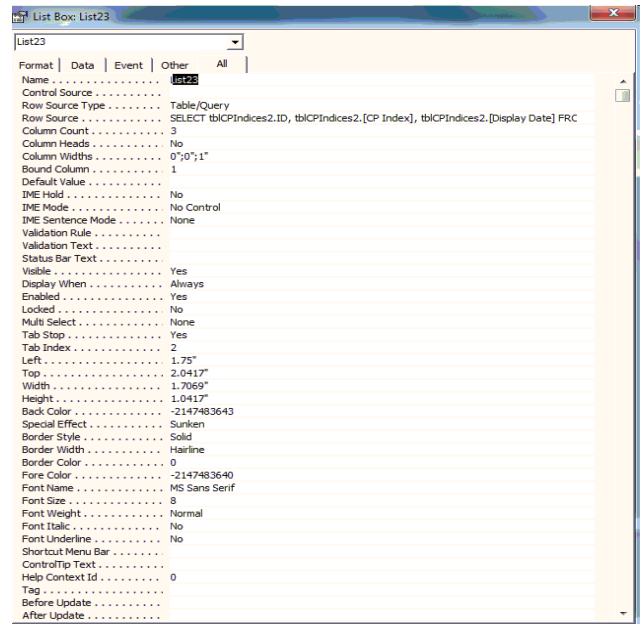 List Box: List23
List23
Format Data Event Other All
Name . . . . . . . . . . . . . . . . List23
Control Source . . . . . . . . . .
Row Source Type . . . . . . . . Table/Query
Row Source . . . . . . . . . . . . SELECT tblCPIndices2.ID, tblCPIndices2.[CP Index], tblCPIndices2.[Display Date] FRO
Column Count . . . . . . . . . . . 3
Column Heads . . . . . . . . . . No
Column Widths . . . . . . . . . . 0";0";1"
Bound Column . . . . . . . . . . 1
Default Value . . . . . . . . . . .
IME Hold . . . . . . . . . . . . . . No
IME Mode . . . . . . . . . . . . . . No Control
IME Sentence Mode . . . . . . . None
Validation Rule . . . . . . . . . .
Validation Text . . . . . . . . . .
Status Bar Text . . . . . . . . .
Visible . . . . . . . . . . . . . . . . Yes
Display When . . . . . . . . . . . Always
Enabled . . . . . . . . . . . . . . . Yes
Locked . . . . . . . . . . . . . . . . No
Multi Select . . . . . . . . . . . . . None
Tab Stop . . . . . . . . . . . . . . Yes
Tab Index . . . . . . . . . . . . . 2
Left . . . . . . . . . . . . . . . . . . 1.75"
Top . . . . . . . . . . . . . . . . . . 2.0417"
Width . . . . . . . . . . . . . . . . 1.7069"
Height . . . . . . . . . . . . . . . . 1.0417"
Back Color . . . . . . . . . . . . . -2147483643
Special Effect . . . . . . . . . . . Sunken
Border Style . . . . . . . . . . . . Solid
Border Width . . . . . . . . . . . Hairline
Border Color . . . . . . . . . . . . 0
Fore Color . . . . . . . . . . . . . -2147483640
Font Name . . . . . . . . . . . . . MS Sans Serif
Font Size . . . . . . . . . . . . . . 8
Font Weight . . . . . . . . . . . . Normal
Font Italic . . . . . . . . . . . . . No
Font Underline . . . . . . . . . . No
Shortcut Menu Bar . . . . . . .
ControlTip Text . . . . . . . . . .
Help Context Id . . . . . . . . . 0
Tag . . . . . . . . . . . . . . . . . .
Before Update . . . . . . . . . .
After Update . . . . . . . . . . .